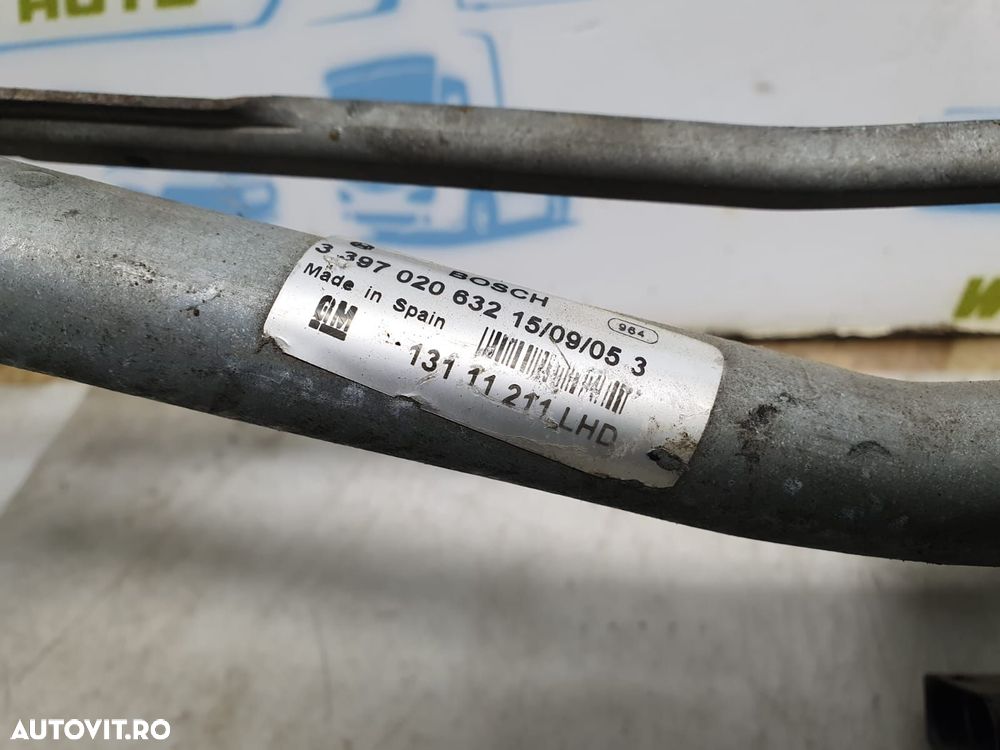 AUTO
BOSCH
3 397 020 632 15/09/05 3
Made in Spain
964
GM
131 11 211 LHD
AUTOVIT.RO